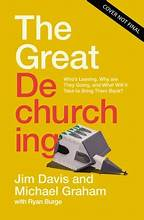 COVER NOT FINAL
The
Great
De
church
ing
Who's Leaving, Why are
They Going, and What Will It
Take to Bring Them Back?
Jim Davis and
Michael Graham
with Ryan Burge